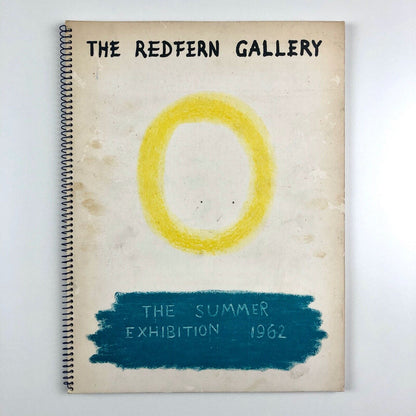 THE REDFERN GALLERY
THE SUMMER
EXHIBITION 1962